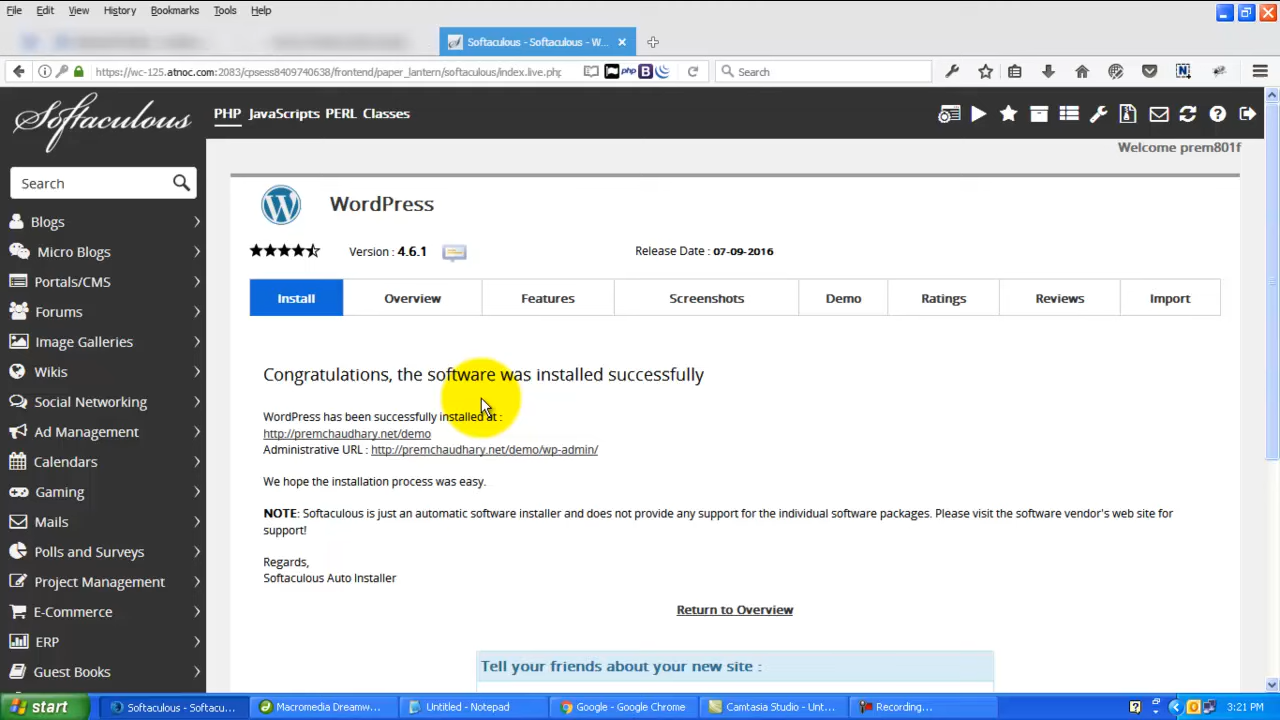 File Edit View History Bookmarks Tools Help
Softaculous - Softaculous - W...
https://wc-125.atnoc.com:2083/cpsess8409740638/frontend/paper_lantern/softaculous/index.live.php
php B
Search
Softaculous
PHP JavaScripts PERL Classes
Welcome prem801f
Search
Blogs
Micro Blogs
Portals/CMS
Forums
Image Galleries
Wikis
Social Networking
Ad Management
Calendars
Gaming
Mails
Polls and Surveys
Project Management
E-Commerce
ERP
Guest Books
WordPress
Version : 4.6.1
Release Date : 07-09-2016
Install Overview Features Screenshots Demo Ratings Reviews Import
Congratulations, the software was installed successfully
WordPress has been successfully installed at :
http://premchaudhary.net/demo
Administrative URL : http://premchaudhary.net/demo/wp-admin/
We hope the installation process was easy.
NOTE: Softaculous is just an automatic software installer and does not provide any support for the individual software packages. Please visit the software vendor's web site for
support!
Regards,
Softaculous Auto Installer
Return to Overview
Tell your friends about your new site :
start
Softaculous - Softacu...
Macromedia Dreamw...
Untitled - Notepad
Google - Google Chrome
Camtasia Studio - Unt...
Recording...
3:21 PM